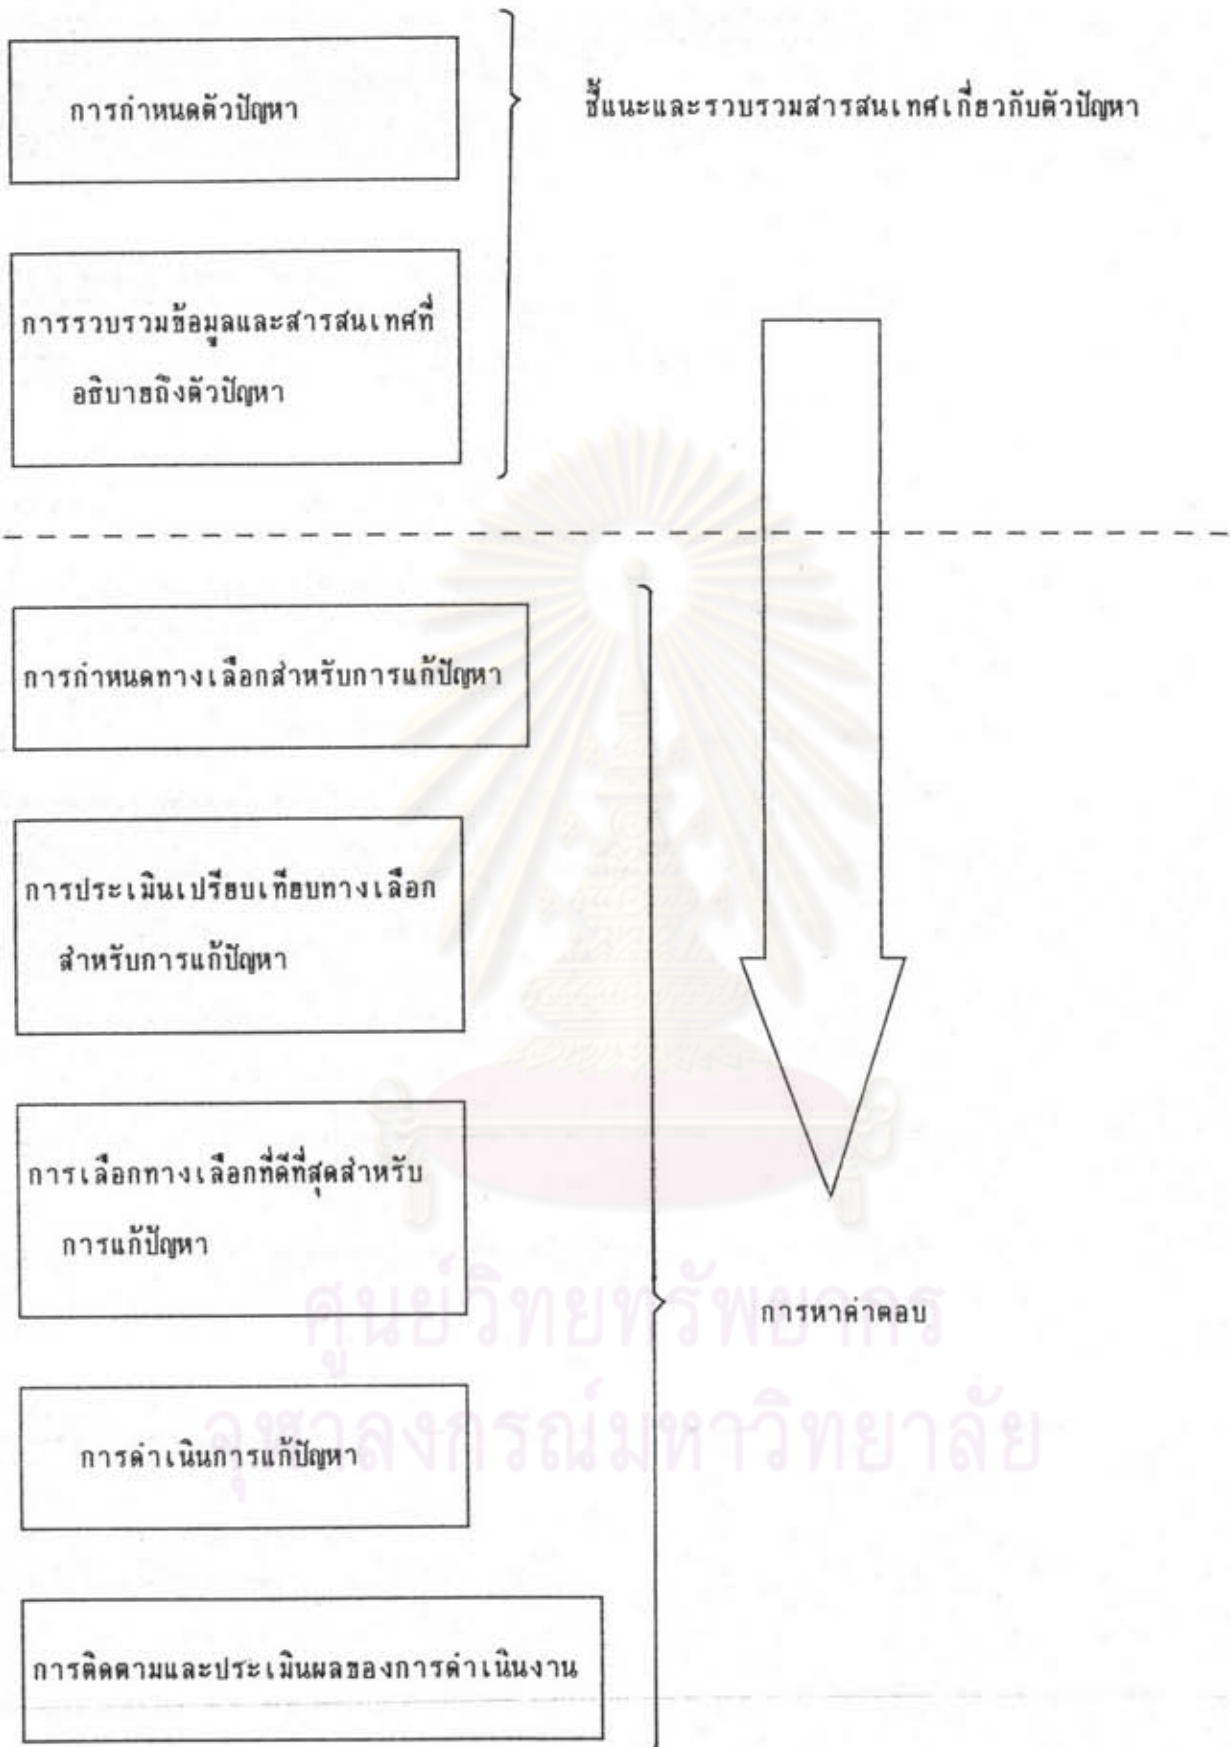 การกำหนดตัวปัญหา
ชี้แนะและรวบรวมสารสนเทศเกี่ยวกับตัวปัญหา
การรวบรวมข้อมูลและสารสนเทศที่
อธิบายถึงตัวปัญหา
การกำหนดทางเลือกสำหรับการแก้ปัญหา
การประเมินเปรียบเทียบทางเลือก
สำหรับการแก้ปัญหา
การเลือกทางเลือกที่ดีที่สุดสำหรับ
การแก้ปัญหา
ศูนย์วิทยทรัพยากร
การหาคำตอบ
จุฬาลงกรณ์มหาวิทยาลัย
การดำเนินการแก้ปัญหา
การติดตามและประเมินผลของการดำเนินงาน